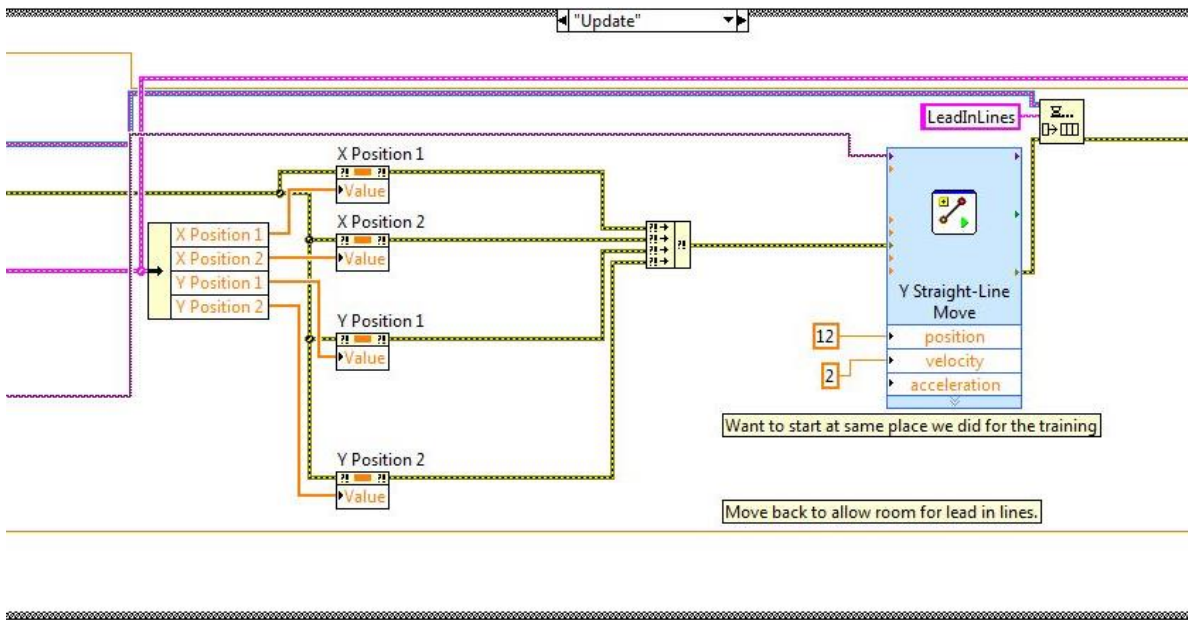 "Update"
LeadInLines
X Position 1
Value
X Position 2
Value
X Position 1
X Position 2
Y Position 1
Y Position 2
Y Position 1
Value
Y Position 2
Value
Y Straight-Line
Move
12
position
2
velocity
acceleration
Want to start at same place we did for the training
Move back to allow room for lead in lines.